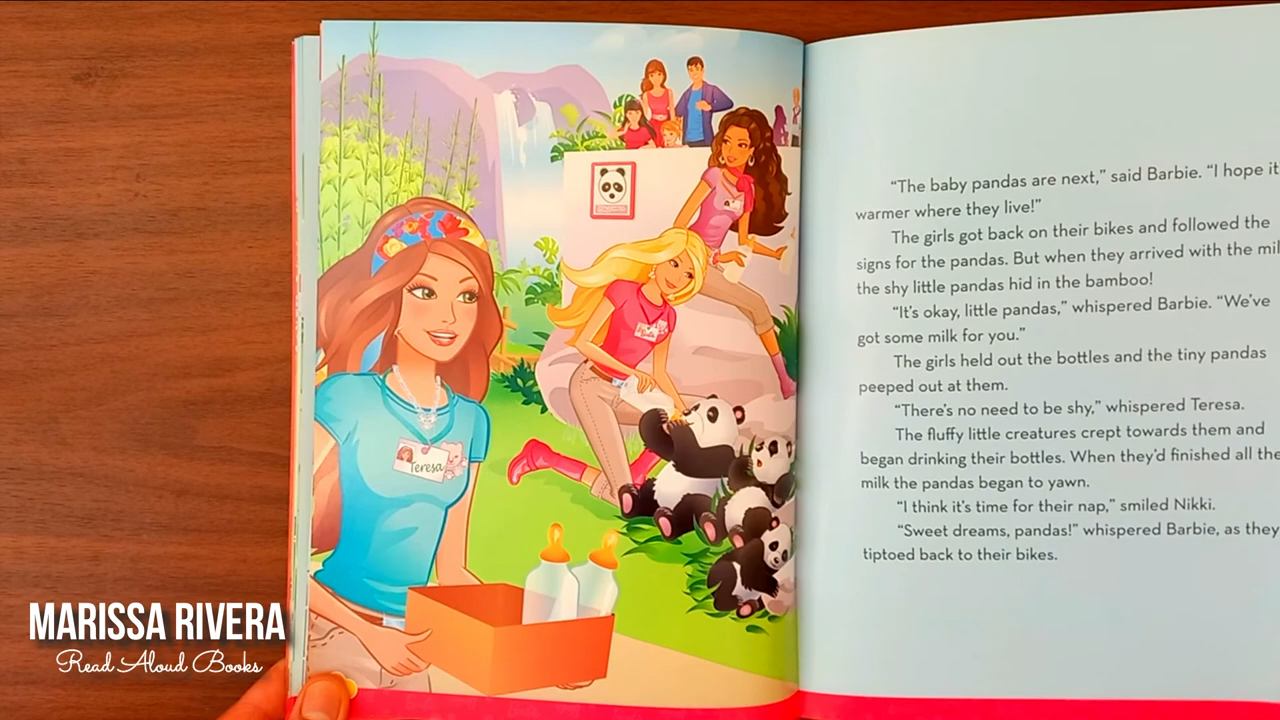 Teresa
"The baby pandas are next," said Barbie. "I hope it
warmer where they live!"
The girls got back on their bikes and followed the
signs for the pandas. But when they arrived with the mil
the shy little pandas hid in the bamboo!
"It's okay, little pandas," whispered Barbie. "We've
got some milk for you."
The girls held out the bottles and the tiny pandas
peeped out at them.
"There's no need to be shy," whispered Teresa.
The fluffy little creatures crept towards them and
began drinking their bottles. When they'd finished all the
milk the pandas began to yawn.
"I think it's time for their nap," smiled Nikki.
"Sweet dreams, pandas!" whispered Barbie, as they
tiptoed back to their bikes.
MARISSA RIVERA
Read Aloud Books